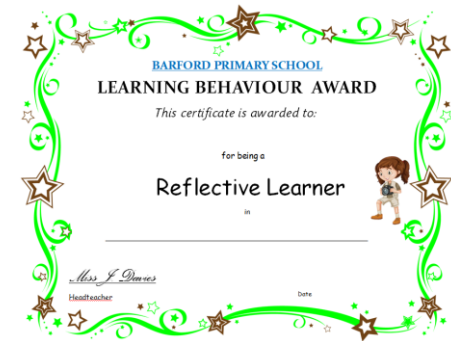 BARFORD PRIMARY SCHOOL
LEARNING BEHAVIOUR AWARD
This certificate is awarded to:
for being a
Reflective Learner
in
Miss J Davies
Headteacher
Date